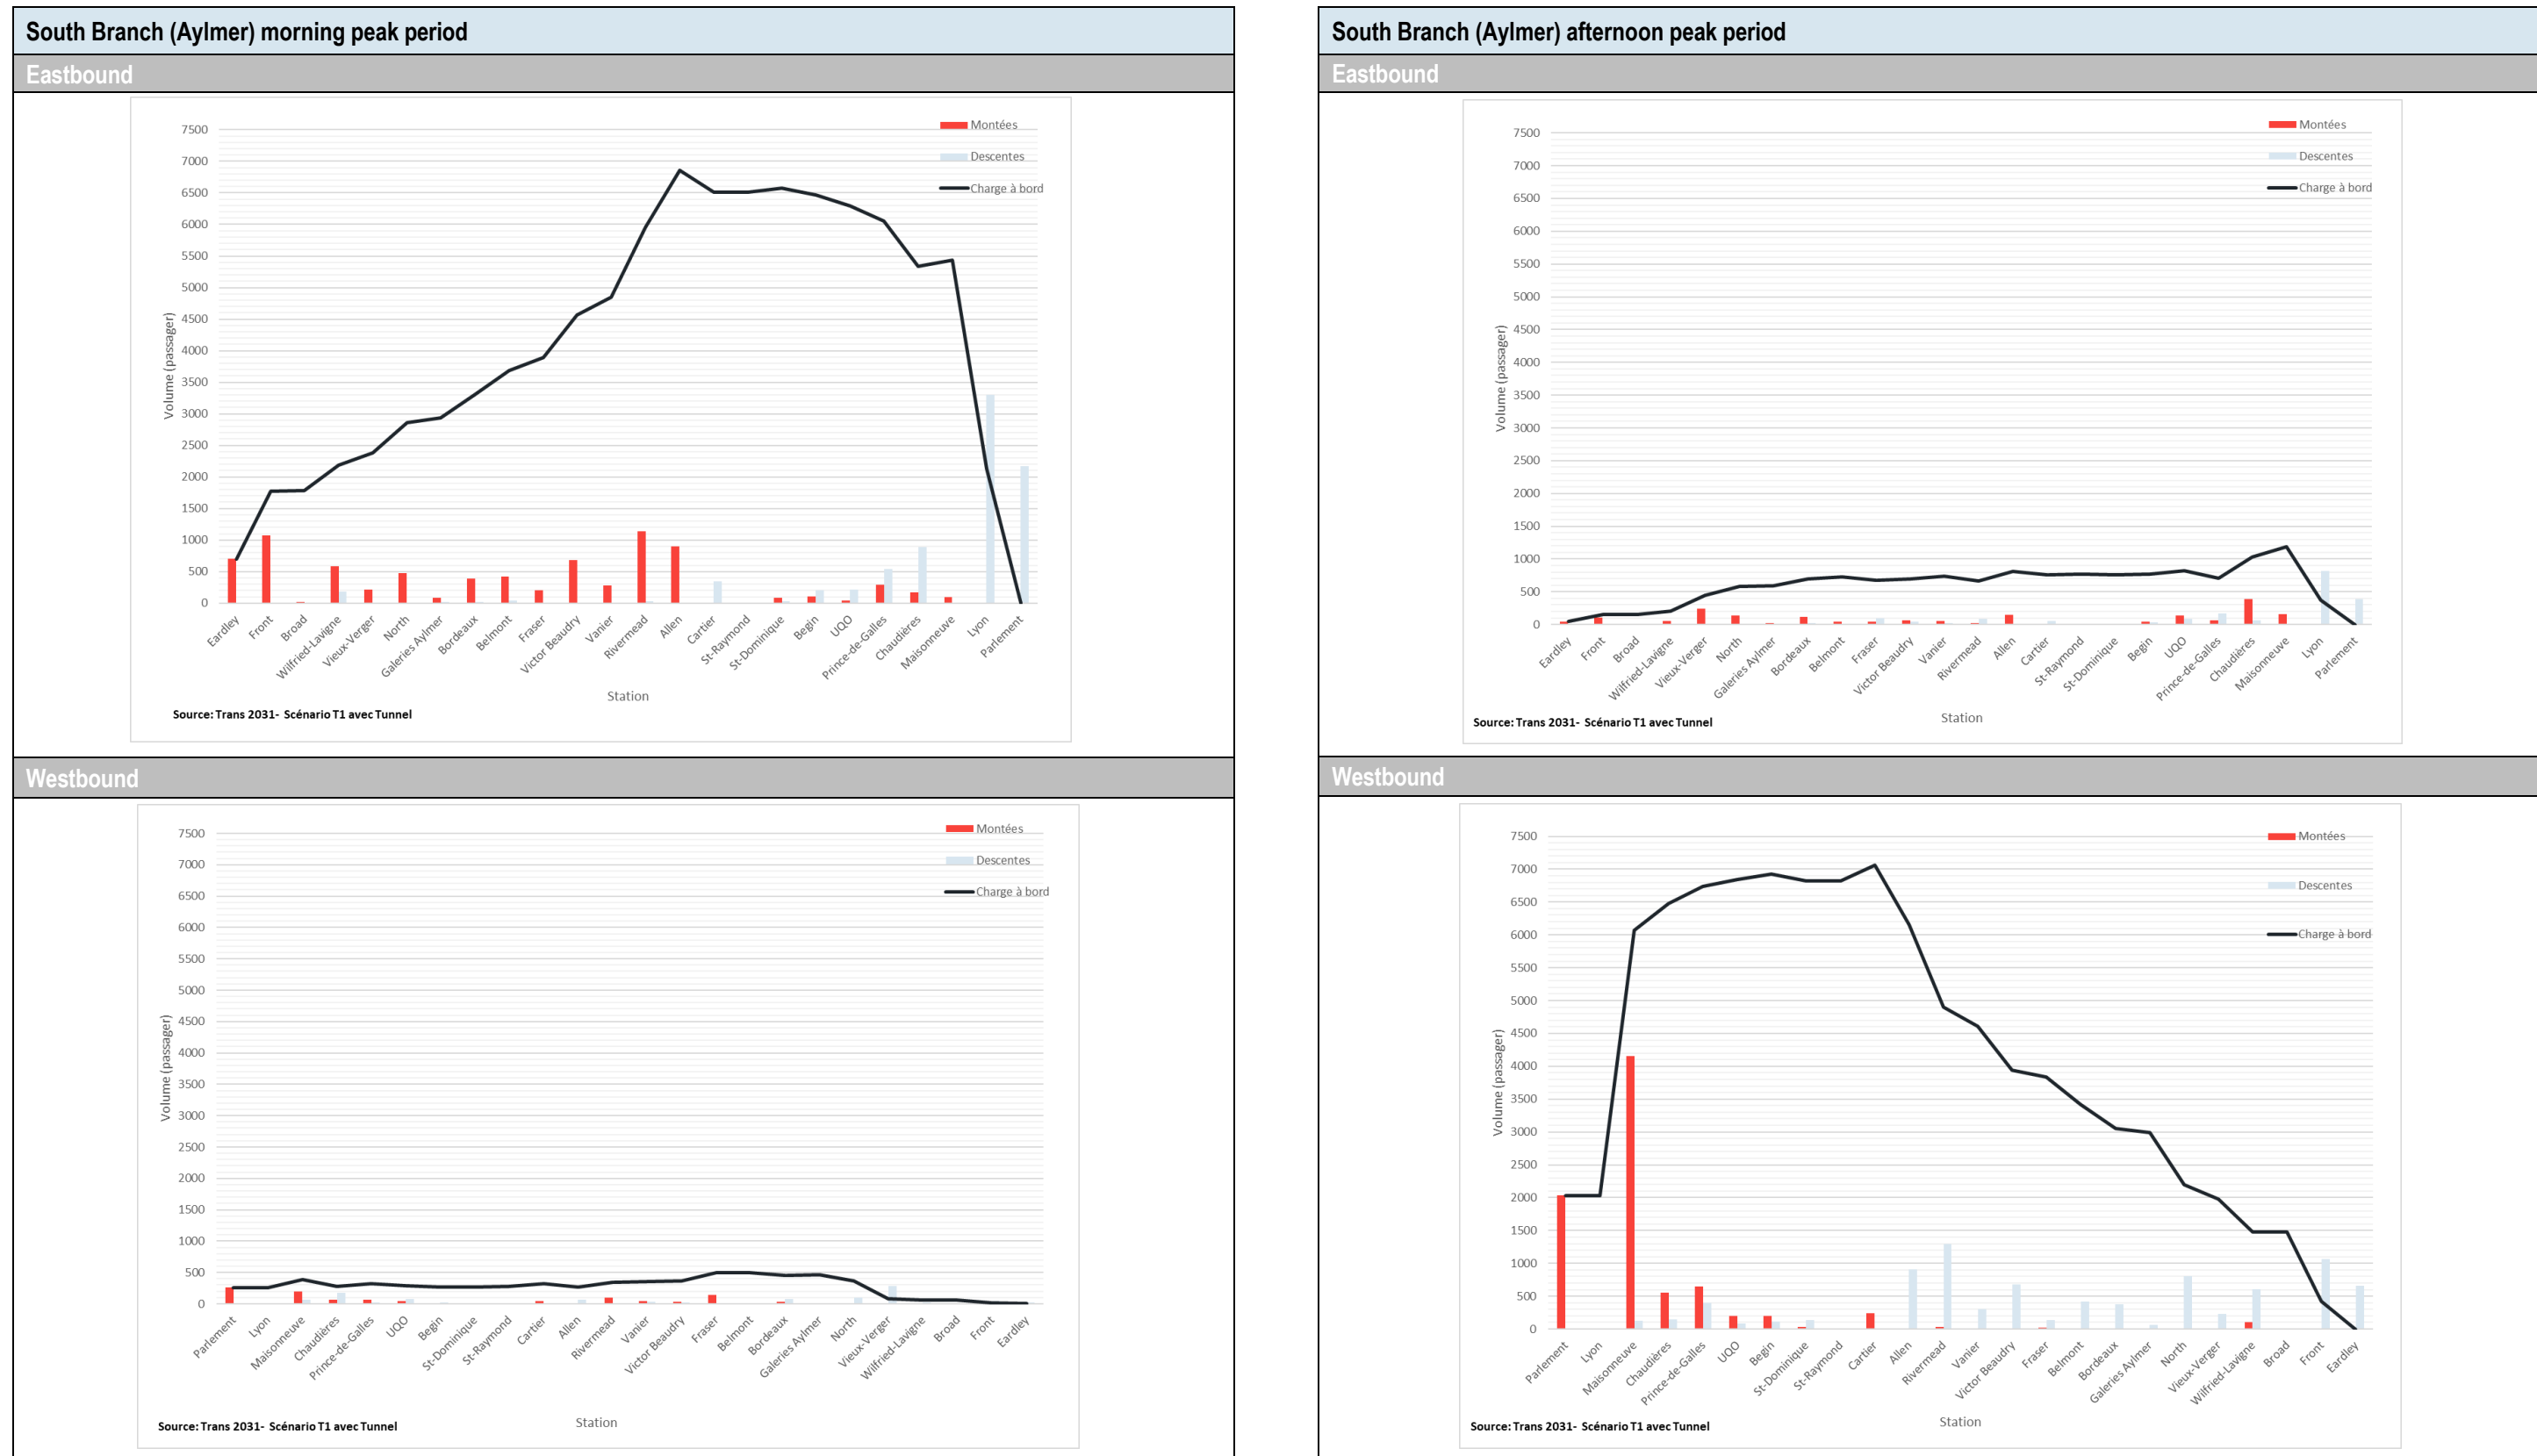 South Branch (Aylmer) morning peak period
Eastbound
Montées
Descentes
Charge à bord
7500
7000
6500
6000
5500
5000
4500
4000
3500
3000
2500
2000
1500
1000
500
0
Volume (passager)
Eardley
Front
Broad
Wilfried-Lavigne
Vieux-Verger
North
Galeries Aylmer
Bordeaux
Belmont
Fraser
Victor Beaudry
Vanier
Rivermead
Allen
Cartier
St-Raymond
St-Dominique
Begin
UQO
Prince-de-Galles
Chaudières
Maisonneuve
Lyon
Parlement
Station
Source: Trans 2031- Scénario T1 avec Tunnel
Westbound
Montées
Descentes
Charge à bord
7500
7000
6500
6000
5500
5000
4500
4000
3500
3000
2500
2000
1500
1000
500
0
Volume (passager)
Parlement
Lyon
Maisonneuve
Chaudières
Prince-de-Galles
UQO
Begin
St-Dominique
St-Raymond
Cartier
Allen
Rivermead
Vanier
Victor Beaudry
Fraser
Belmont
Bordeaux
Galeries Aylmer
North
Vieux-Verger
Wilfried-Lavigne
Broad
Front
Eardley
Station
Source: Trans 2031- Scénario T1 avec Tunnel
South Branch (Aylmer) afternoon peak period
Eastbound
Montées
Descentes
Charge à bord
7500
7000
6500
6000
5500
5000
4500
4000
3500
3000
2500
2000
1500
1000
500
0
Volume (passager)
Eardley
Front
Broad
Wilfried-Lavigne
Vieux-Verger
North
Galeries Aylmer
Bordeaux
Belmont
Fraser
Victor Beaudry
Vanier
Rivermead
Allen
Cartier
St-Raymond
St-Dominique
Begin
UQO
Prince-de-Galles
Chaudières
Maisonneuve
Lyon
Parlement
Station
Source: Trans 2031- Scénario T1 avec Tunnel
Westbound
Montées
Descentes
Charge à bord
7500
7000
6500
6000
5500
5000
4500
4000
3500
3000
2500
2000
1500
1000
500
0
Volume (passager)
Parlement
Lyon
Maisonneuve
Chaudières
Prince-de-Galles
UQO
Begin
St-Dominique
St-Raymond
Cartier
Allen
Rivermead
Vanier
Victor Beaudry
Fraser
Belmont
Bordeaux
Galeries Aylmer
North
Vieux-Verger
Wilfried-Lavigne
Broad
Front
Eardley
Station
Source: Trans 2031- Scénario T1 avec Tunnel